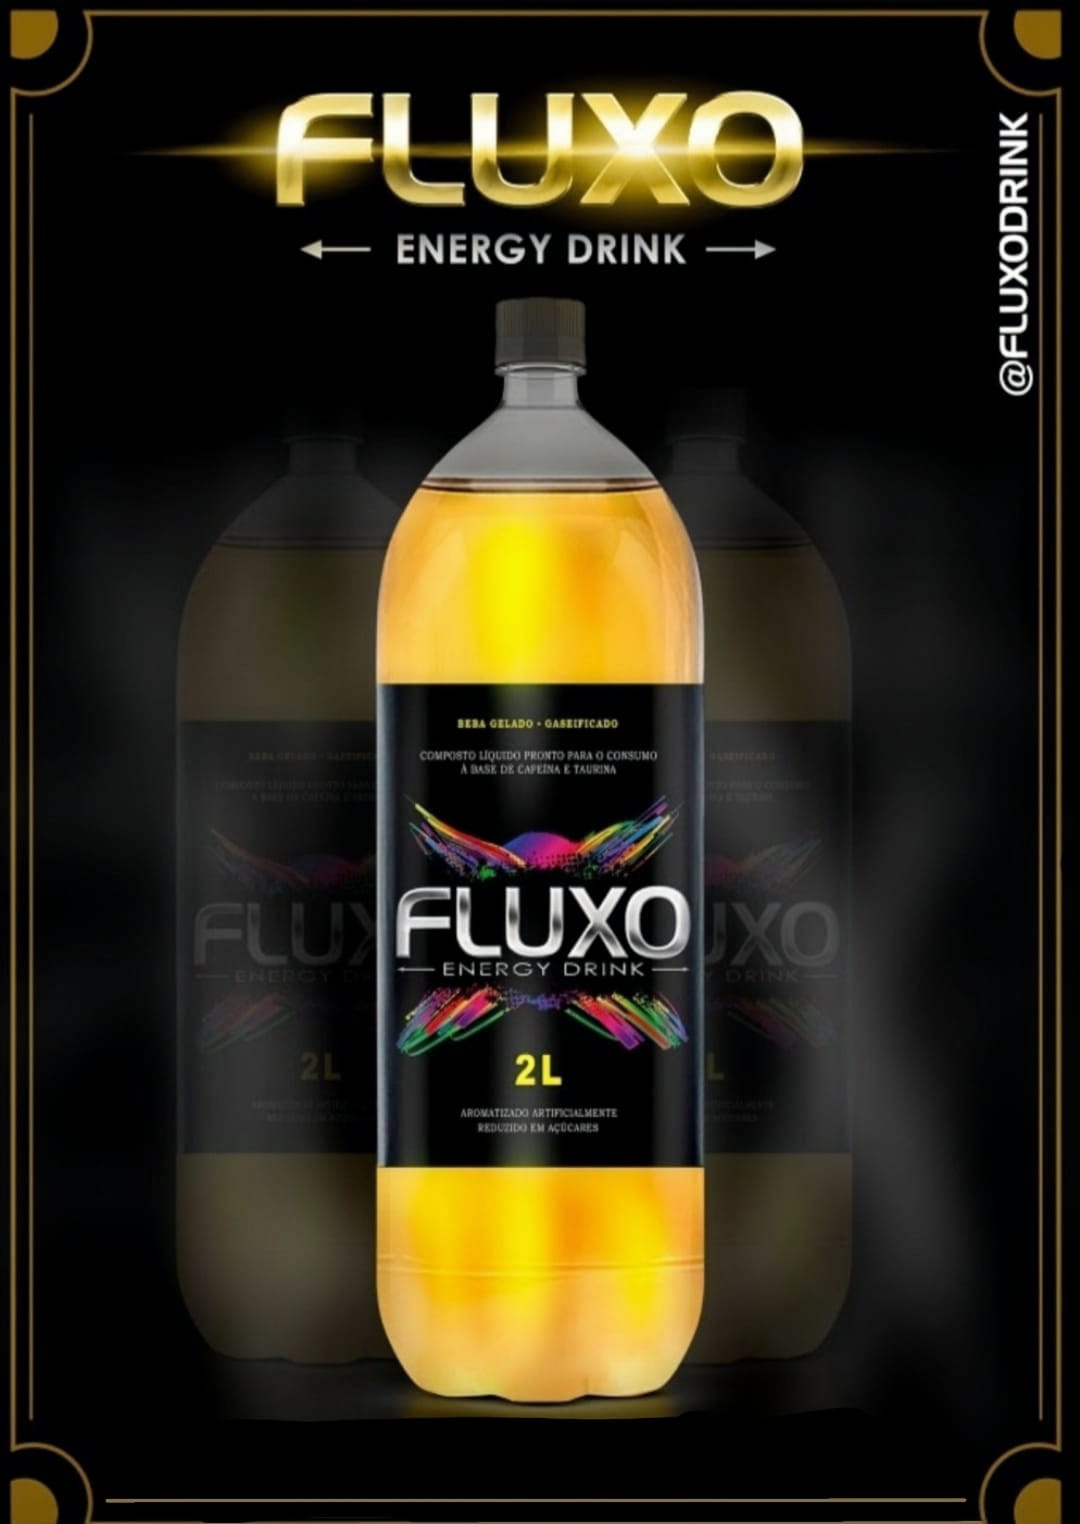 FLUXO
ENERGY DRINK
@FLUXODRINK
BEBA GELADO • GASEIFICADO
COMPOSTO LÍQUIDO PRONTO PARA O CONSUMO
À BASE DE CAFEÍNA E TAURINA
FLUXO
ENERGY DRINK
2L
AROMATIZADO ARTIFICIALMENTE
REDUZIDO EM AÇÚCARES